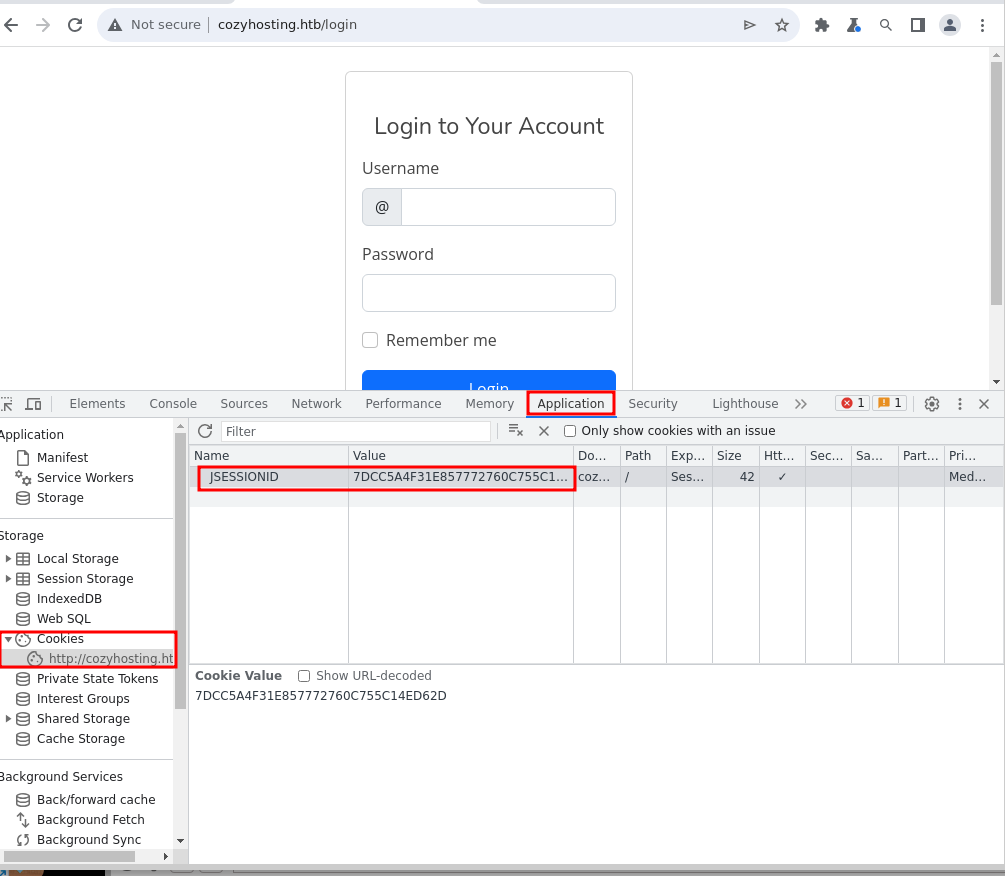 Not secure cozyhosting.htb/login
Login to Your Account
Username
@
Password
Remember me
Login
Elements Console Sources Network Performance Memory Application Security Lighthouse 1 1
Application
Manifest
Service Workers
Storage
Storage
Local Storage
Session Storage
IndexedDB
Web SQL
Cookies
http://cozyhosting.ht
Private State Tokens
Interest Groups
Shared Storage
Cache Storage
Background Services
Back/forward cache
Background Fetch
Background Sync
Filter Only show cookies with an issue
Name Value Do... Path Exp... Size Htt... Sec... Sa... Part... Pri...
JSESSIONID 7DCC5A4F31E857772760C755C1... coz... / Ses... 42 ✓ Med...
Cookie Value Show URL-decoded
7DCC5A4F31E857772760C755C14ED62D